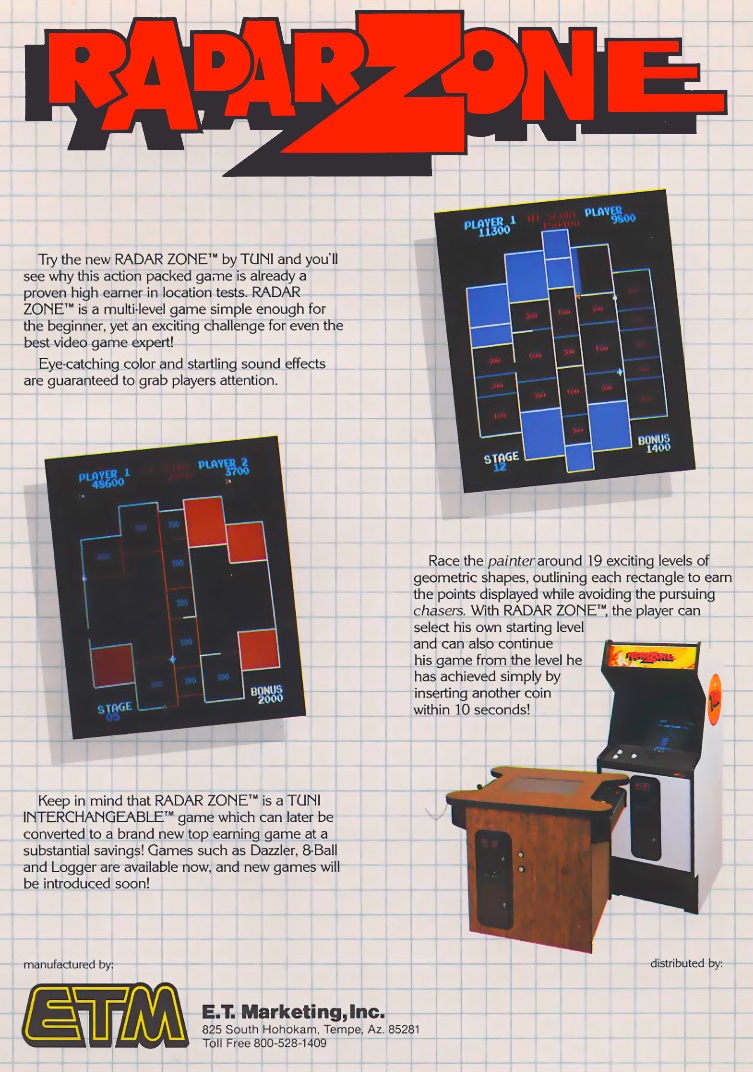 RADAR ZONE
Try the new RADAR ZONE™ by TUNI and you'll
see why this action packed game is already a
proven high earner in location tests. RADAR
ZONE™ is a multi-level game simple enough for
the beginner, yet an exciting challenge for even the
best video game expert!
Eye-catching color and startling sound effects
are guaranteed to grab players attention.
PLAYER 1 HI SCORE PLAYER
11300 9800
STAGE BONUS
12 1400
PLAYER 1 PLAYER 2
48600 3700
STAGE BONUS
05 2000
Race the painter around 19 exciting levels of
geometric shapes, outlining each rectangle to earn
the points displayed while avoiding the pursuing
chasers. With RADAR ZONE™, the player can
select his own starting level
and can also continue
his game from the level he
has achieved simply by
inserting another coin
within 10 seconds!
RADAR ZONE
Keep in mind that RADAR ZONE™ is a TUNI
INTERCHANGEABLE™ game which can later be
converted to a brand new top earning game at a
substantial savings! Games such as Dazzler, 8-Ball
and Logger are available now, and new games will
be introduced soon!
manufactured by:
distributed by:
ETM
E.T. Marketing, Inc.
825 South Hohokam, Tempe, Az. 85281
Toll Free 800-528-1409